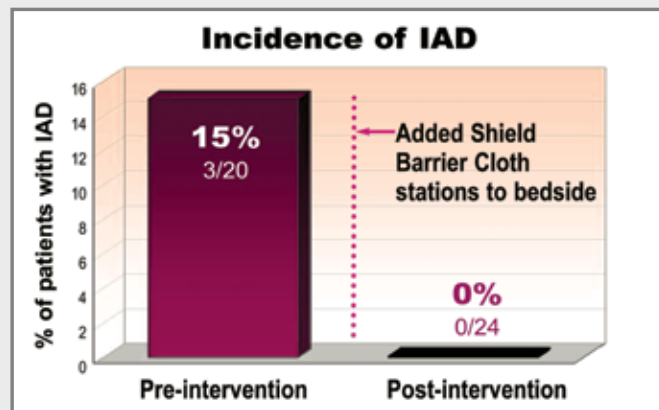 Incidence of IAD
% of patients with IAD
16
14
12
10
8
6
4
2
0
15%
3/20
Added Shield
Barrier Cloth
stations to bedside
0%
0/24
Pre-intervention
Post-intervention